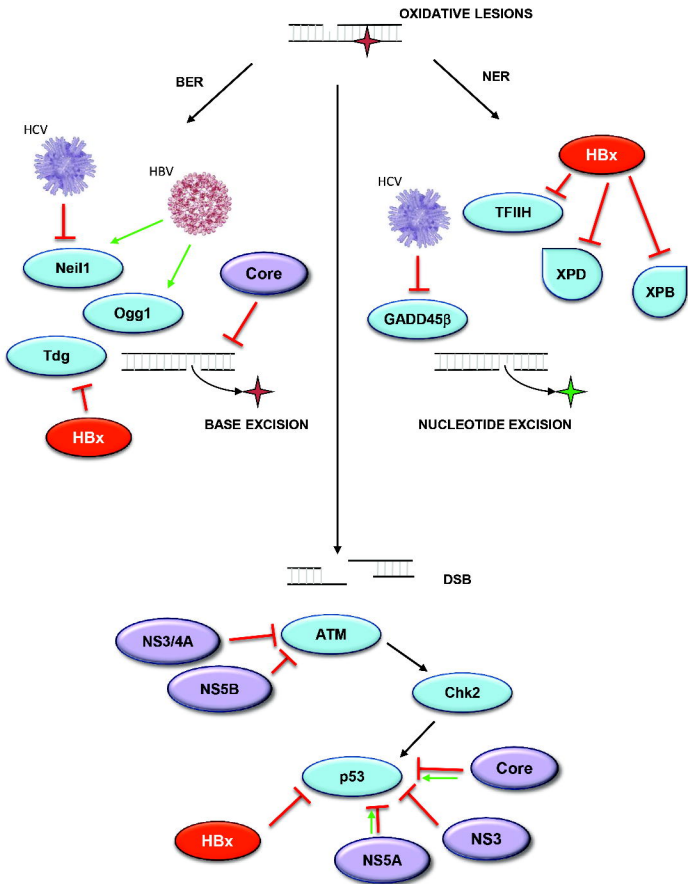 OXIDATIVE LESIONS
BER
NER
HCV
HBV
HBx
HCV
TFIIH
Neil1
Core
XPD
XPB
Ogg1
GADD45β
Tdg
BASE EXCISION
NUCLEOTIDE EXCISION
HBx
DSB
NS3/4A
ATM
NS5B
Chk2
p53
Core
HBx
NS3
NS5A